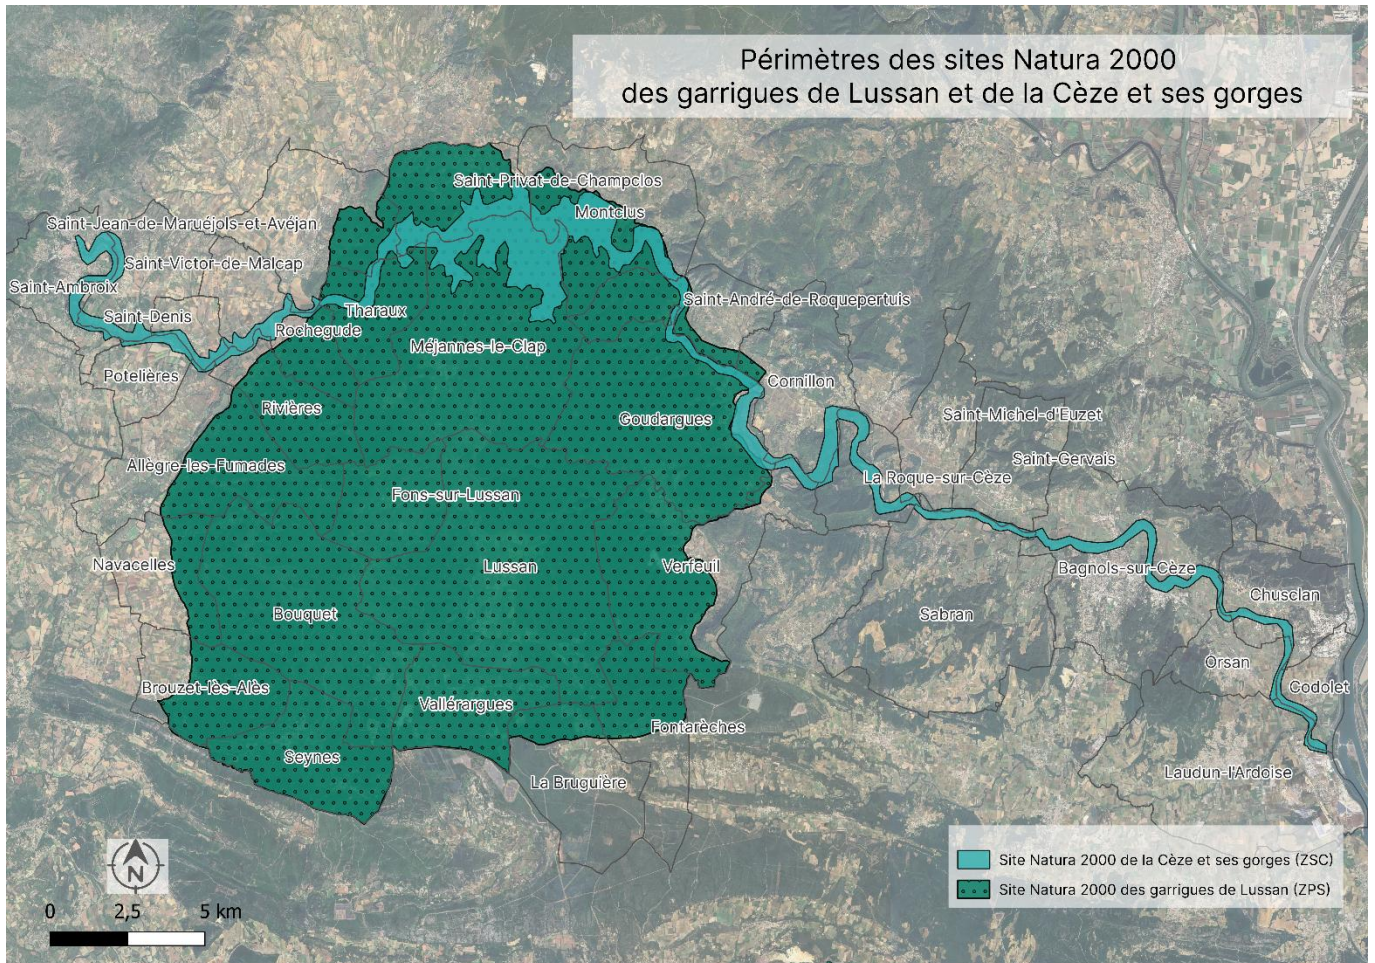 Périmètres des sites Natura 2000
des garrigues de Lussan et de la Cèze et ses gorges
Saint-Privat-de-Champclos
Montclus
Saint-Jean-de-Maruéjols-et-Avéjan
Saint-Victor-de-Malcap
Saint-Ambroix
Saint-Denis
Tharaux
Saint-André-de-Roquepertuis
Rochegude
Méjannes-le-Clap
Potelières
Cornillon
Rivières
Goudargues
Saint-Michel-d'Euzet
Allègre-les-Fumades
Saint-Gervais
La Roque-sur-Cèze
Fons-sur-Lussan
Navacelles
Lussan
Verfeuil
Bagnols-sur-Cèze
Chusclan
Bouquet
Sabran
Orsan
Brouzet-lès-Alès
Codolet
Vallérargues
Fontarèches
Seynes
La Bruguière
Laudun-l'Ardoise
Site Natura 2000 de la Cèze et ses gorges (ZSC)
Site Natura 2000 des garrigues de Lussan (ZPS)
N
0 2,5 5 km